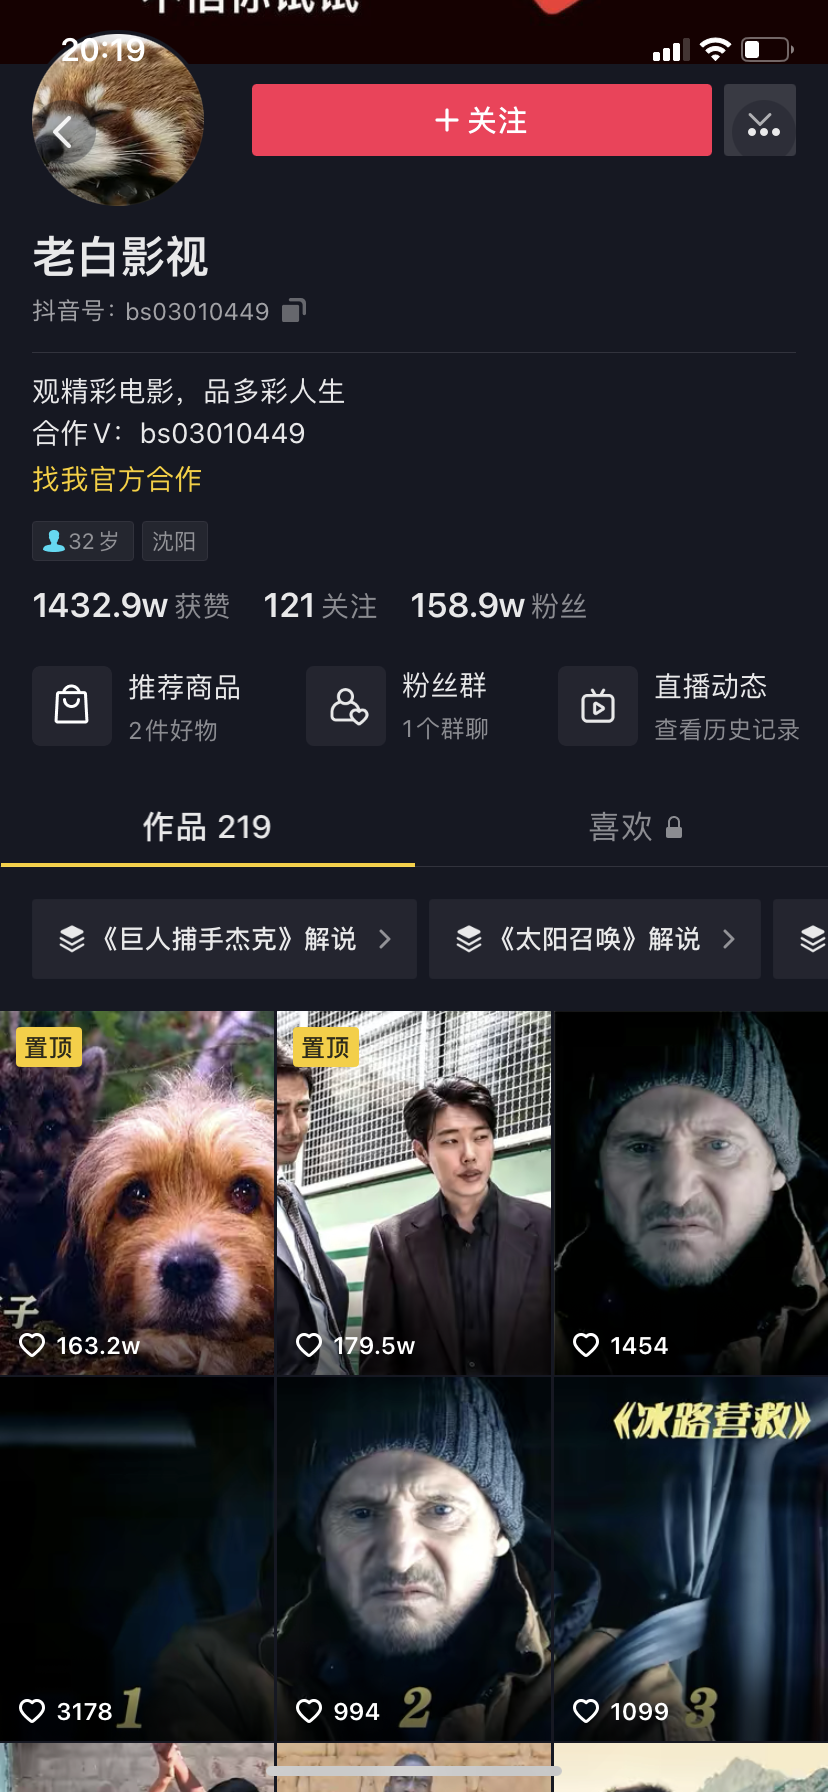 20:19
+ 关注
老白影视
抖音号：bs03010449
观精彩电影，品多彩人生
合作V：bs03010449
找我官方合作
32岁 沈阳
1432.9w 获赞 121 关注 158.9w 粉丝
推荐商品 粉丝群 直播动态
2件好物 1个群聊 查看历史记录
作品 219 喜欢
《巨人捕手杰克》解说 《太阳召唤》解说
置顶 置顶
子
163.2w 179.5w 1454
《冰路营救》
3178 1 994 2 1099 3